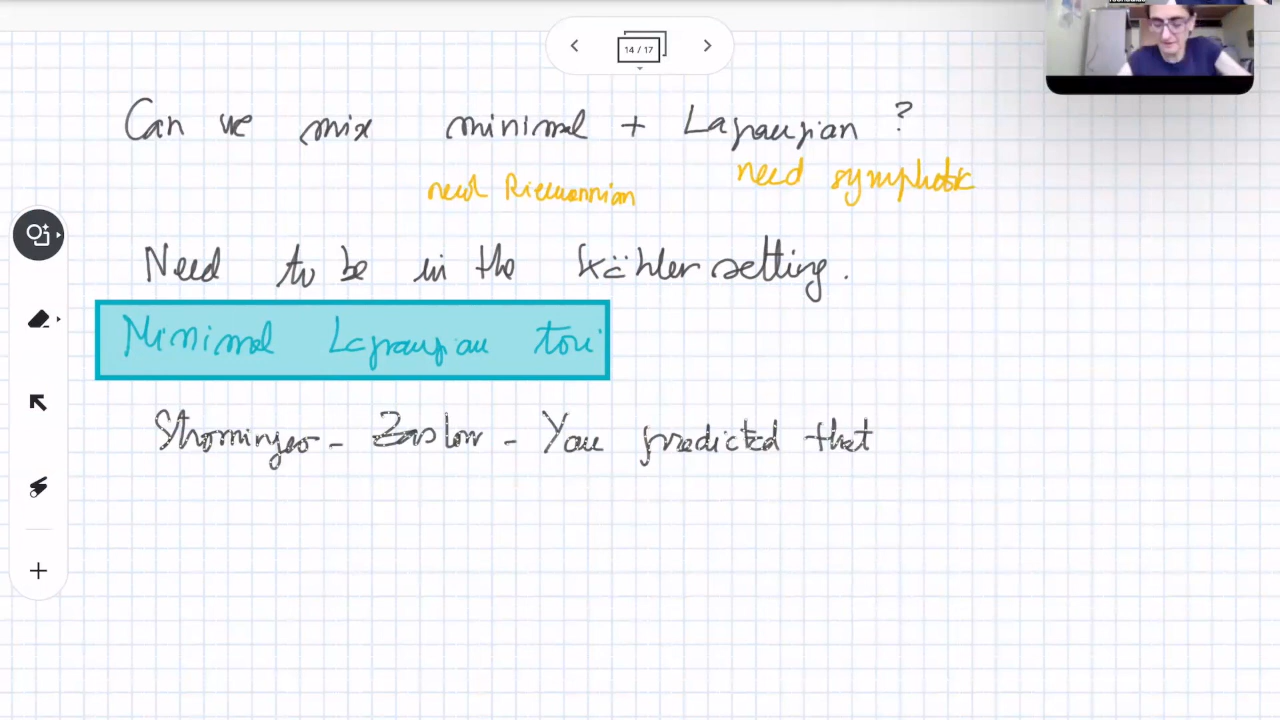 14 / 17
Can we mix minimal + Lagrangian ?
need Riemannian need symplectic
Need to be in the Kähler setting.
Minimal Lagrangian tori
Strominger - Zaslow - Yau predicted that